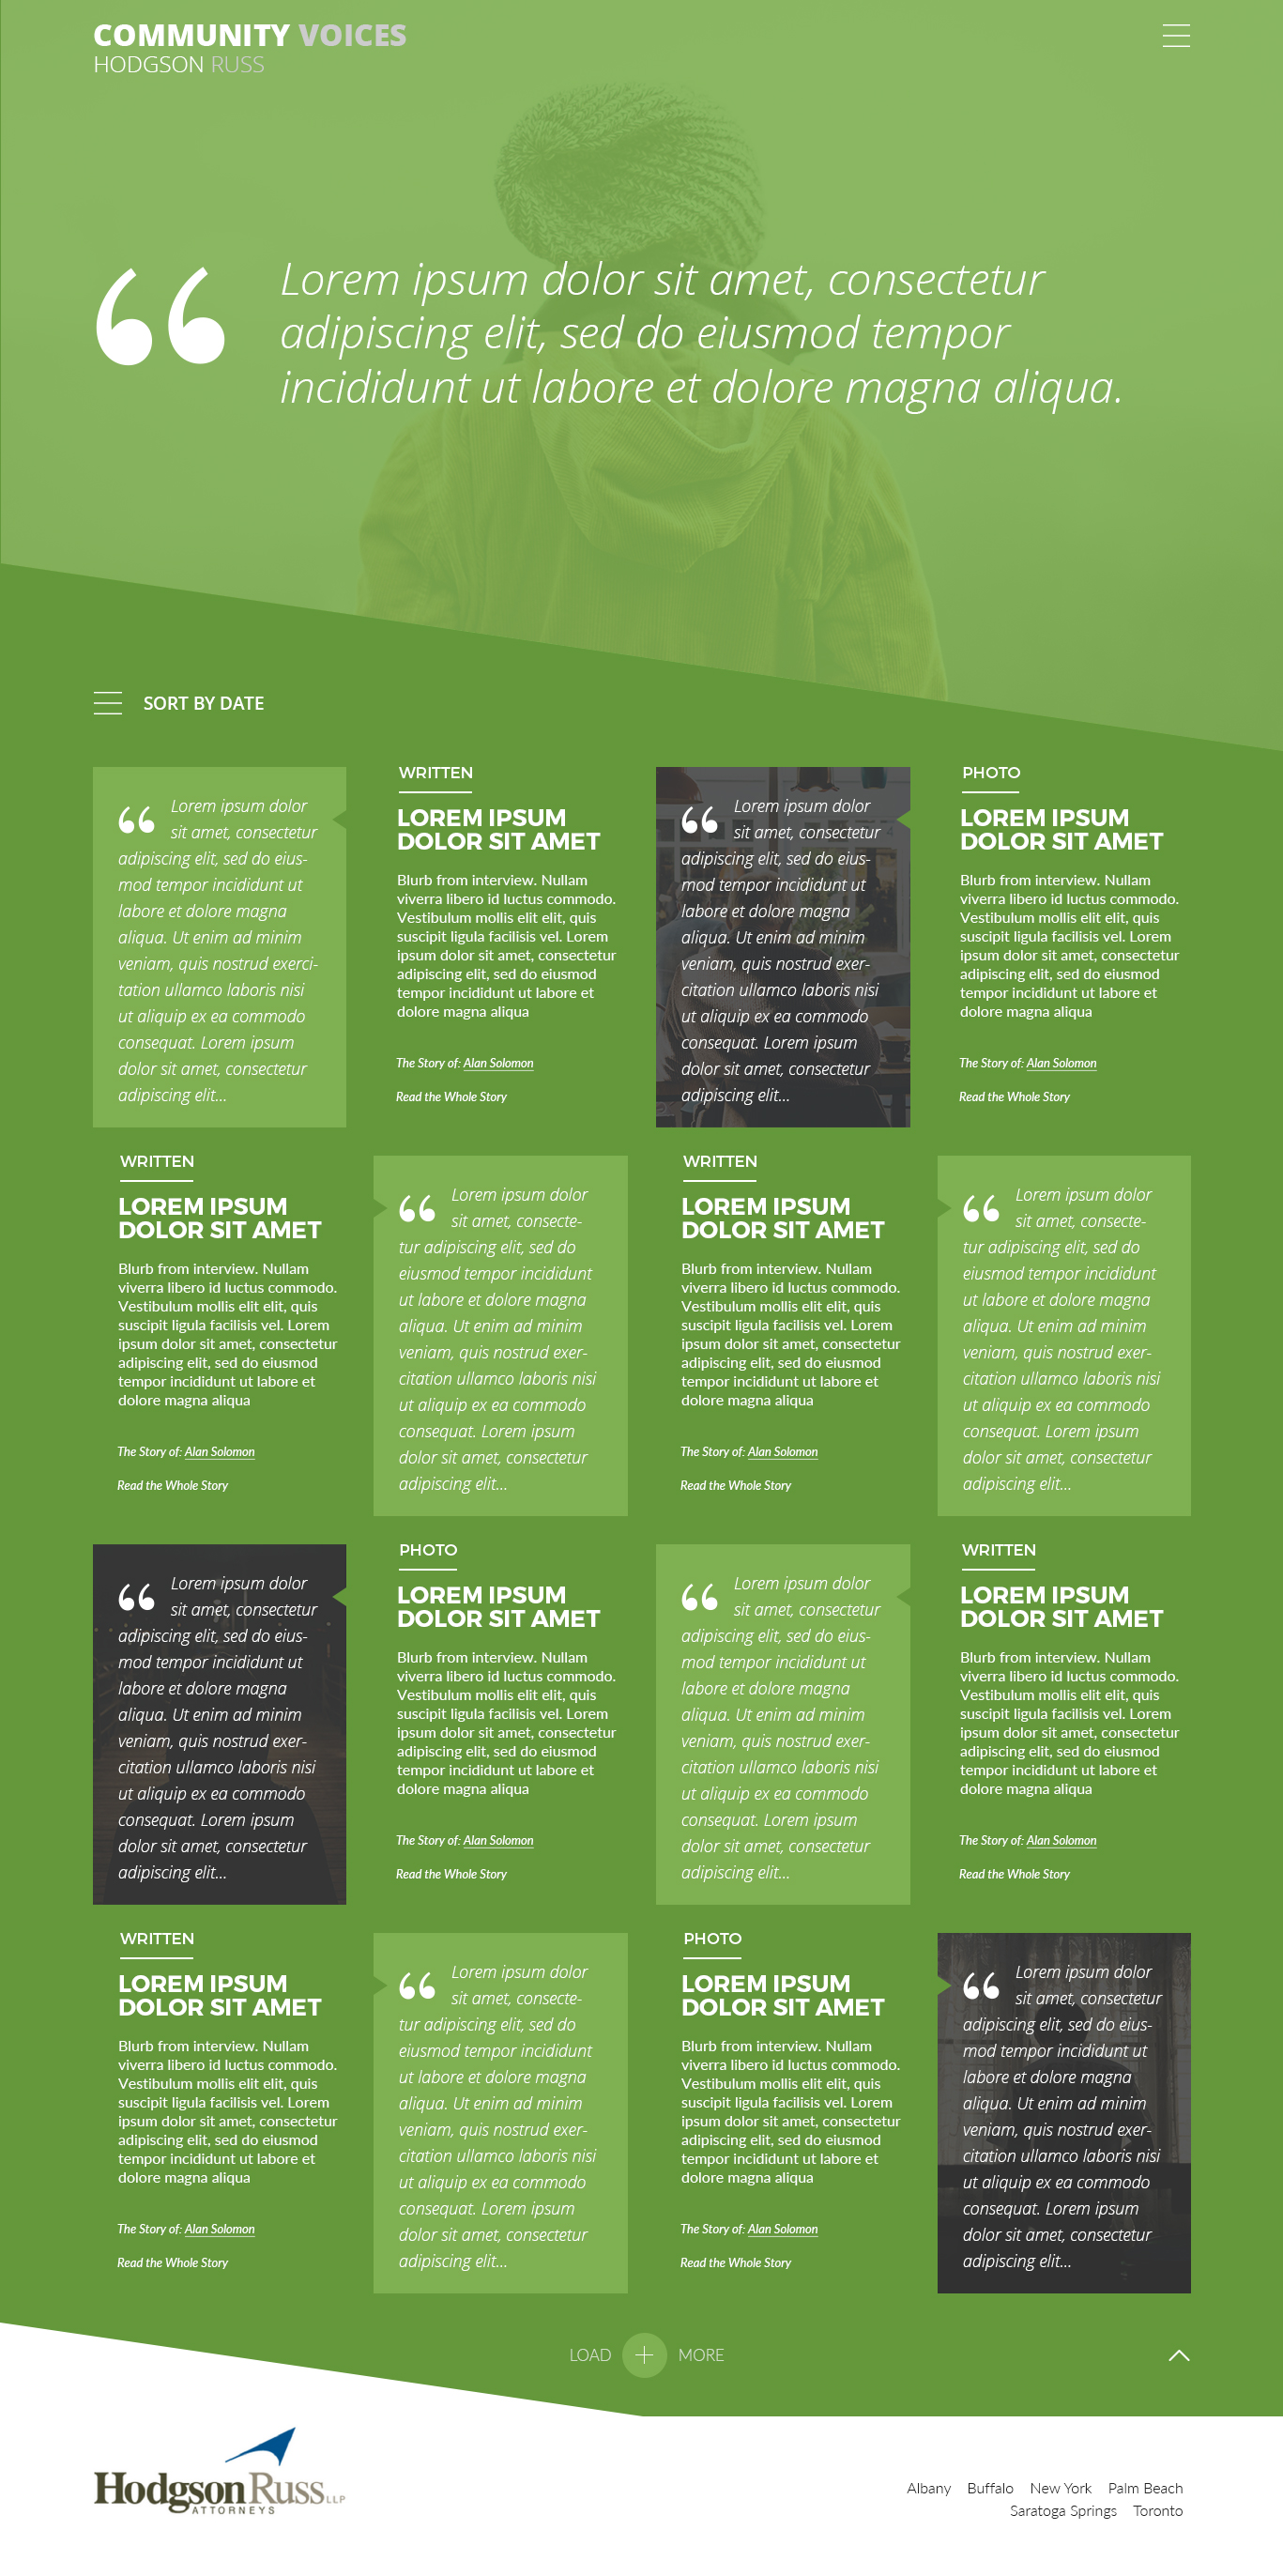 COMMUNITY VOICES
HODGSON RUSS
“
Lorem ipsum dolor sit amet, consectetur
adipiscing elit, sed do eiusmod tempor
incididunt ut labore et dolore magna aliqua.
SORT BY DATE
“ Lorem ipsum dolor
sit amet, consectetur
adipiscing elit, sed do eius-
mod tempor incididunt ut
labore et dolore magna
aliqua. Ut enim ad minim
veniam, quis nostrud exerci-
tation ullamco laboris nisi
ut aliquip ex ea commodo
consequat. Lorem ipsum
dolor sit amet, consectetur
adipiscing elit...
WRITTEN
LOREM IPSUM
DOLOR SIT AMET
Blurb from interview. Nullam
viverra libero id luctus commodo.
Vestibulum mollis elit elit, quis
suscipit ligula facilisis vel. Lorem
ipsum dolor sit amet, consectetur
adipiscing elit, sed do eiusmod
tempor incididunt ut labore et
dolore magna aliqua
The Story of: Alan Solomon
Read the Whole Story
“ Lorem ipsum dolor
sit amet, consectetur
adipiscing elit, sed do eius-
mod tempor incididunt ut
labore et dolore magna
aliqua. Ut enim ad minim
veniam, quis nostrud exer-
citation ullamco laboris nisi
ut aliquip ex ea commodo
consequat. Lorem ipsum
dolor sit amet, consectetur
adipiscing elit...
PHOTO
LOREM IPSUM
DOLOR SIT AMET
Blurb from interview. Nullam
viverra libero id luctus commodo.
Vestibulum mollis elit elit, quis
suscipit ligula facilisis vel. Lorem
ipsum dolor sit amet, consectetur
adipiscing elit, sed do eiusmod
tempor incididunt ut labore et
dolore magna aliqua
The Story of: Alan Solomon
Read the Whole Story
WRITTEN
LOREM IPSUM
DOLOR SIT AMET
Blurb from interview. Nullam
viverra libero id luctus commodo.
Vestibulum mollis elit elit, quis
suscipit ligula facilisis vel. Lorem
ipsum dolor sit amet, consectetur
adipiscing elit, sed do eiusmod
tempor incididunt ut labore et
dolore magna aliqua
The Story of: Alan Solomon
Read the Whole Story
“ Lorem ipsum dolor
sit amet, consecte-
tur adipiscing elit, sed do
eiusmod tempor incididunt
ut labore et dolore magna
aliqua. Ut enim ad minim
veniam, quis nostrud exer-
citation ullamco laboris nisi
ut aliquip ex ea commodo
consequat. Lorem ipsum
dolor sit amet, consectetur
adipiscing elit...
WRITTEN
LOREM IPSUM
DOLOR SIT AMET
Blurb from interview. Nullam
viverra libero id luctus commodo.
Vestibulum mollis elit elit, quis
suscipit ligula facilisis vel. Lorem
ipsum dolor sit amet, consectetur
adipiscing elit, sed do eiusmod
tempor incididunt ut labore et
dolore magna aliqua
The Story of: Alan Solomon
Read the Whole Story
“ Lorem ipsum dolor
sit amet, consecte-
tur adipiscing elit, sed do
eiusmod tempor incididunt
ut labore et dolore magna
aliqua. Ut enim ad minim
veniam, quis nostrud exer-
citation ullamco laboris nisi
ut aliquip ex ea commodo
consequat. Lorem ipsum
dolor sit amet, consectetur
adipiscing elit...
“ Lorem ipsum dolor
sit amet, consectetur
adipiscing elit, sed do eius-
mod tempor incididunt ut
labore et dolore magna
aliqua. Ut enim ad minim
veniam, quis nostrud exer-
citation ullamco laboris nisi
ut aliquip ex ea commodo
consequat. Lorem ipsum
dolor sit amet, consectetur
adipiscing elit...
PHOTO
LOREM IPSUM
DOLOR SIT AMET
Blurb from interview. Nullam
viverra libero id luctus commodo.
Vestibulum mollis elit elit, quis
suscipit ligula facilisis vel. Lorem
ipsum dolor sit amet, consectetur
adipiscing elit, sed do eiusmod
tempor incididunt ut labore et
dolore magna aliqua
The Story of: Alan Solomon
Read the Whole Story
“ Lorem ipsum dolor
sit amet, consectetur
adipiscing elit, sed do eius-
mod tempor incididunt ut
labore et dolore magna
aliqua. Ut enim ad minim
veniam, quis nostrud exer-
citation ullamco laboris nisi
ut aliquip ex ea commodo
consequat. Lorem ipsum
dolor sit amet, consectetur
adipiscing elit...
WRITTEN
LOREM IPSUM
DOLOR SIT AMET
Blurb from interview. Nullam
viverra libero id luctus commodo.
Vestibulum mollis elit elit, quis
suscipit ligula facilisis vel. Lorem
ipsum dolor sit amet, consectetur
adipiscing elit, sed do eiusmod
tempor incididunt ut labore et
dolore magna aliqua
The Story of: Alan Solomon
Read the Whole Story
WRITTEN
LOREM IPSUM
DOLOR SIT AMET
Blurb from interview. Nullam
viverra libero id luctus commodo.
Vestibulum mollis elit elit, quis
suscipit ligula facilisis vel. Lorem
ipsum dolor sit amet, consectetur
adipiscing elit, sed do eiusmod
tempor incididunt ut labore et
dolore magna aliqua
The Story of: Alan Solomon
Read the Whole Story
“ Lorem ipsum dolor
sit amet, consecte-
tur adipiscing elit, sed do
eiusmod tempor incididunt
ut labore et dolore magna
aliqua. Ut enim ad minim
veniam, quis nostrud exer-
citation ullamco laboris nisi
ut aliquip ex ea commodo
consequat. Lorem ipsum
dolor sit amet, consectetur
adipiscing elit...
PHOTO
LOREM IPSUM
DOLOR SIT AMET
Blurb from interview. Nullam
viverra libero id luctus commodo.
Vestibulum mollis elit elit, quis
suscipit ligula facilisis vel. Lorem
ipsum dolor sit amet, consectetur
adipiscing elit, sed do eiusmod
tempor incididunt ut labore et
dolore magna aliqua
The Story of: Alan Solomon
Read the Whole Story
“ Lorem ipsum dolor
sit amet, consectetur
adipiscing elit, sed do eius-
mod tempor incididunt ut
labore et dolore magna
aliqua. Ut enim ad minim
veniam, quis nostrud exer-
citation ullamco laboris nisi
ut aliquip ex ea commodo
consequat. Lorem ipsum
dolor sit amet, consectetur
adipiscing elit...
LOAD + MORE
HodgsonRuss LLP
ATTORNEYS
Albany Buffalo New York Palm Beach
Saratoga Springs Toronto